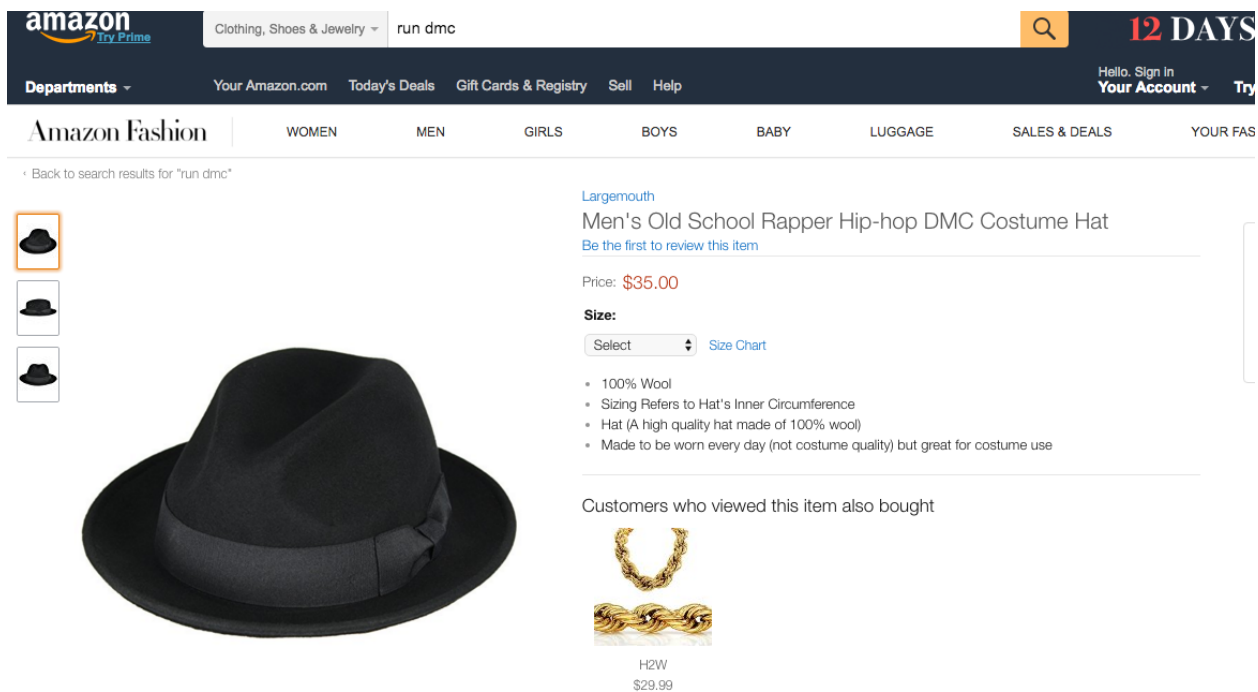 amazon
Try Prime
Clothing, Shoes & Jewelry
run dmc
12 DAYS
Departments
Your Amazon.com
Today's Deals
Gift Cards & Registry
Sell
Help
Hello. Sign in
Your Account
Try
Amazon Fashion
WOMEN
MEN
GIRLS
BOYS
BABY
LUGGAGE
SALES & DEALS
YOUR FAS
‹ Back to search results for "run dmc"
Largemouth
Men's Old School Rapper Hip-hop DMC Costume Hat
Be the first to review this item
Price: $35.00
Size:
Select
Size Chart
• 100% Wool
• Sizing Refers to Hat's Inner Circumference
• Hat (A high quality hat made of 100% wool)
• Made to be worn every day (not costume quality) but great for costume use
Customers who viewed this item also bought
H2W
$29.99